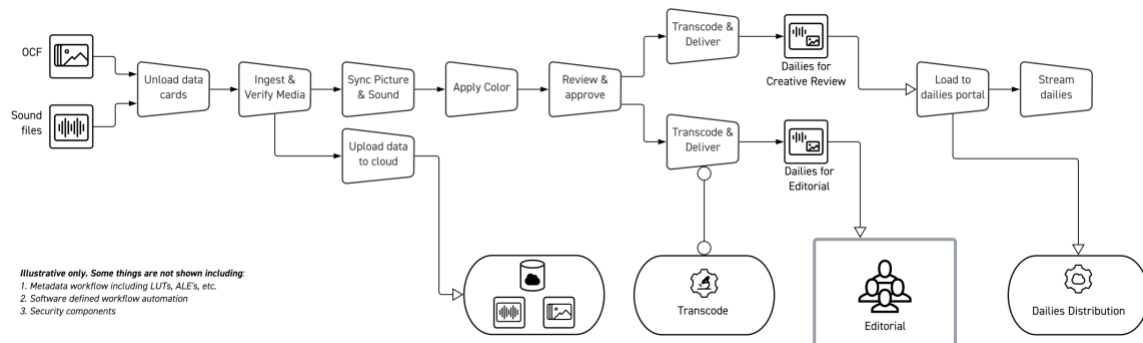 OCF
Sound
files
Unload data
cards
Ingest &
Verify Media
Sync Picture
& Sound
Apply Color
Review &
approve
Transcode &
Deliver
Dailies for
Creative Review
Load to
dailies portal
Stream
dailies
Upload data
to cloud
Transcode &
Deliver
Dailies for
Editorial
Illustrative only. Some things are not shown including:
1. Metadata workflow including LUTs, ALE's, etc.
2. Software defined workflow automation
3. Security components
Transcode
Editorial
Dailies Distribution